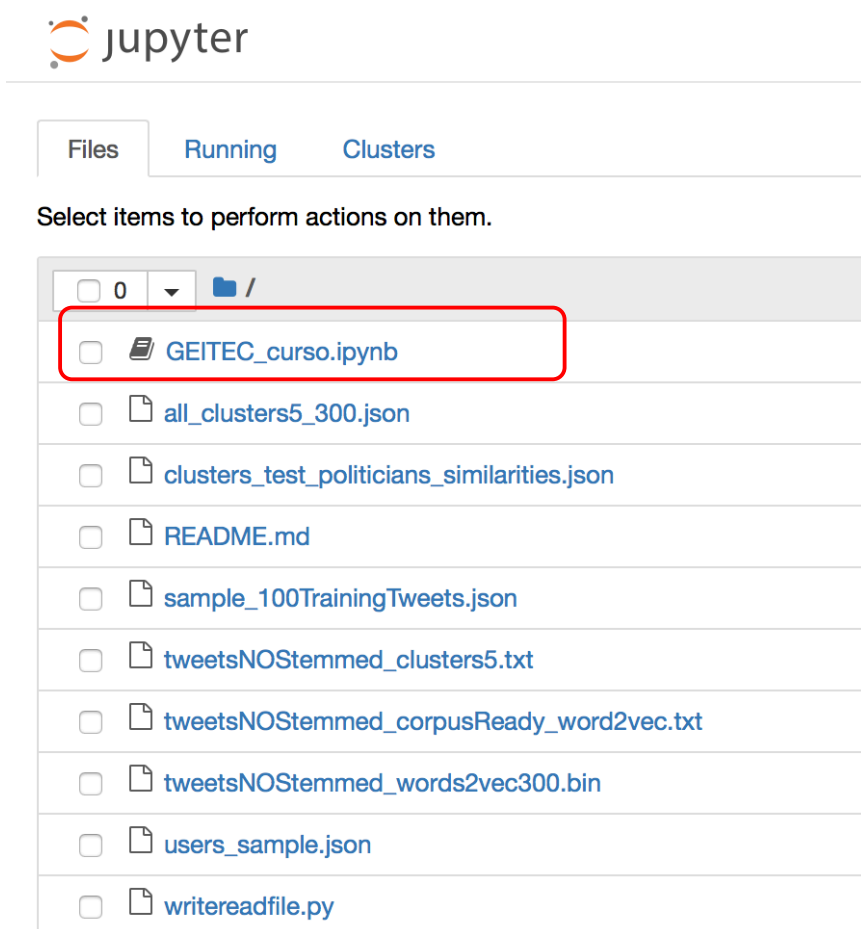 jupyter
Files Running Clusters
Select items to perform actions on them.
0 /
GEITEC_curso.ipynb
all_clusters5_300.json
clusters_test_politicians_similarities.json
README.md
sample_100TrainingTweets.json
tweetsNOStemmed_clusters5.txt
tweetsNOStemmed_corpusReady_word2vec.txt
tweetsNOStemmed_words2vec300.bin
users_sample.json
writereadfile.py